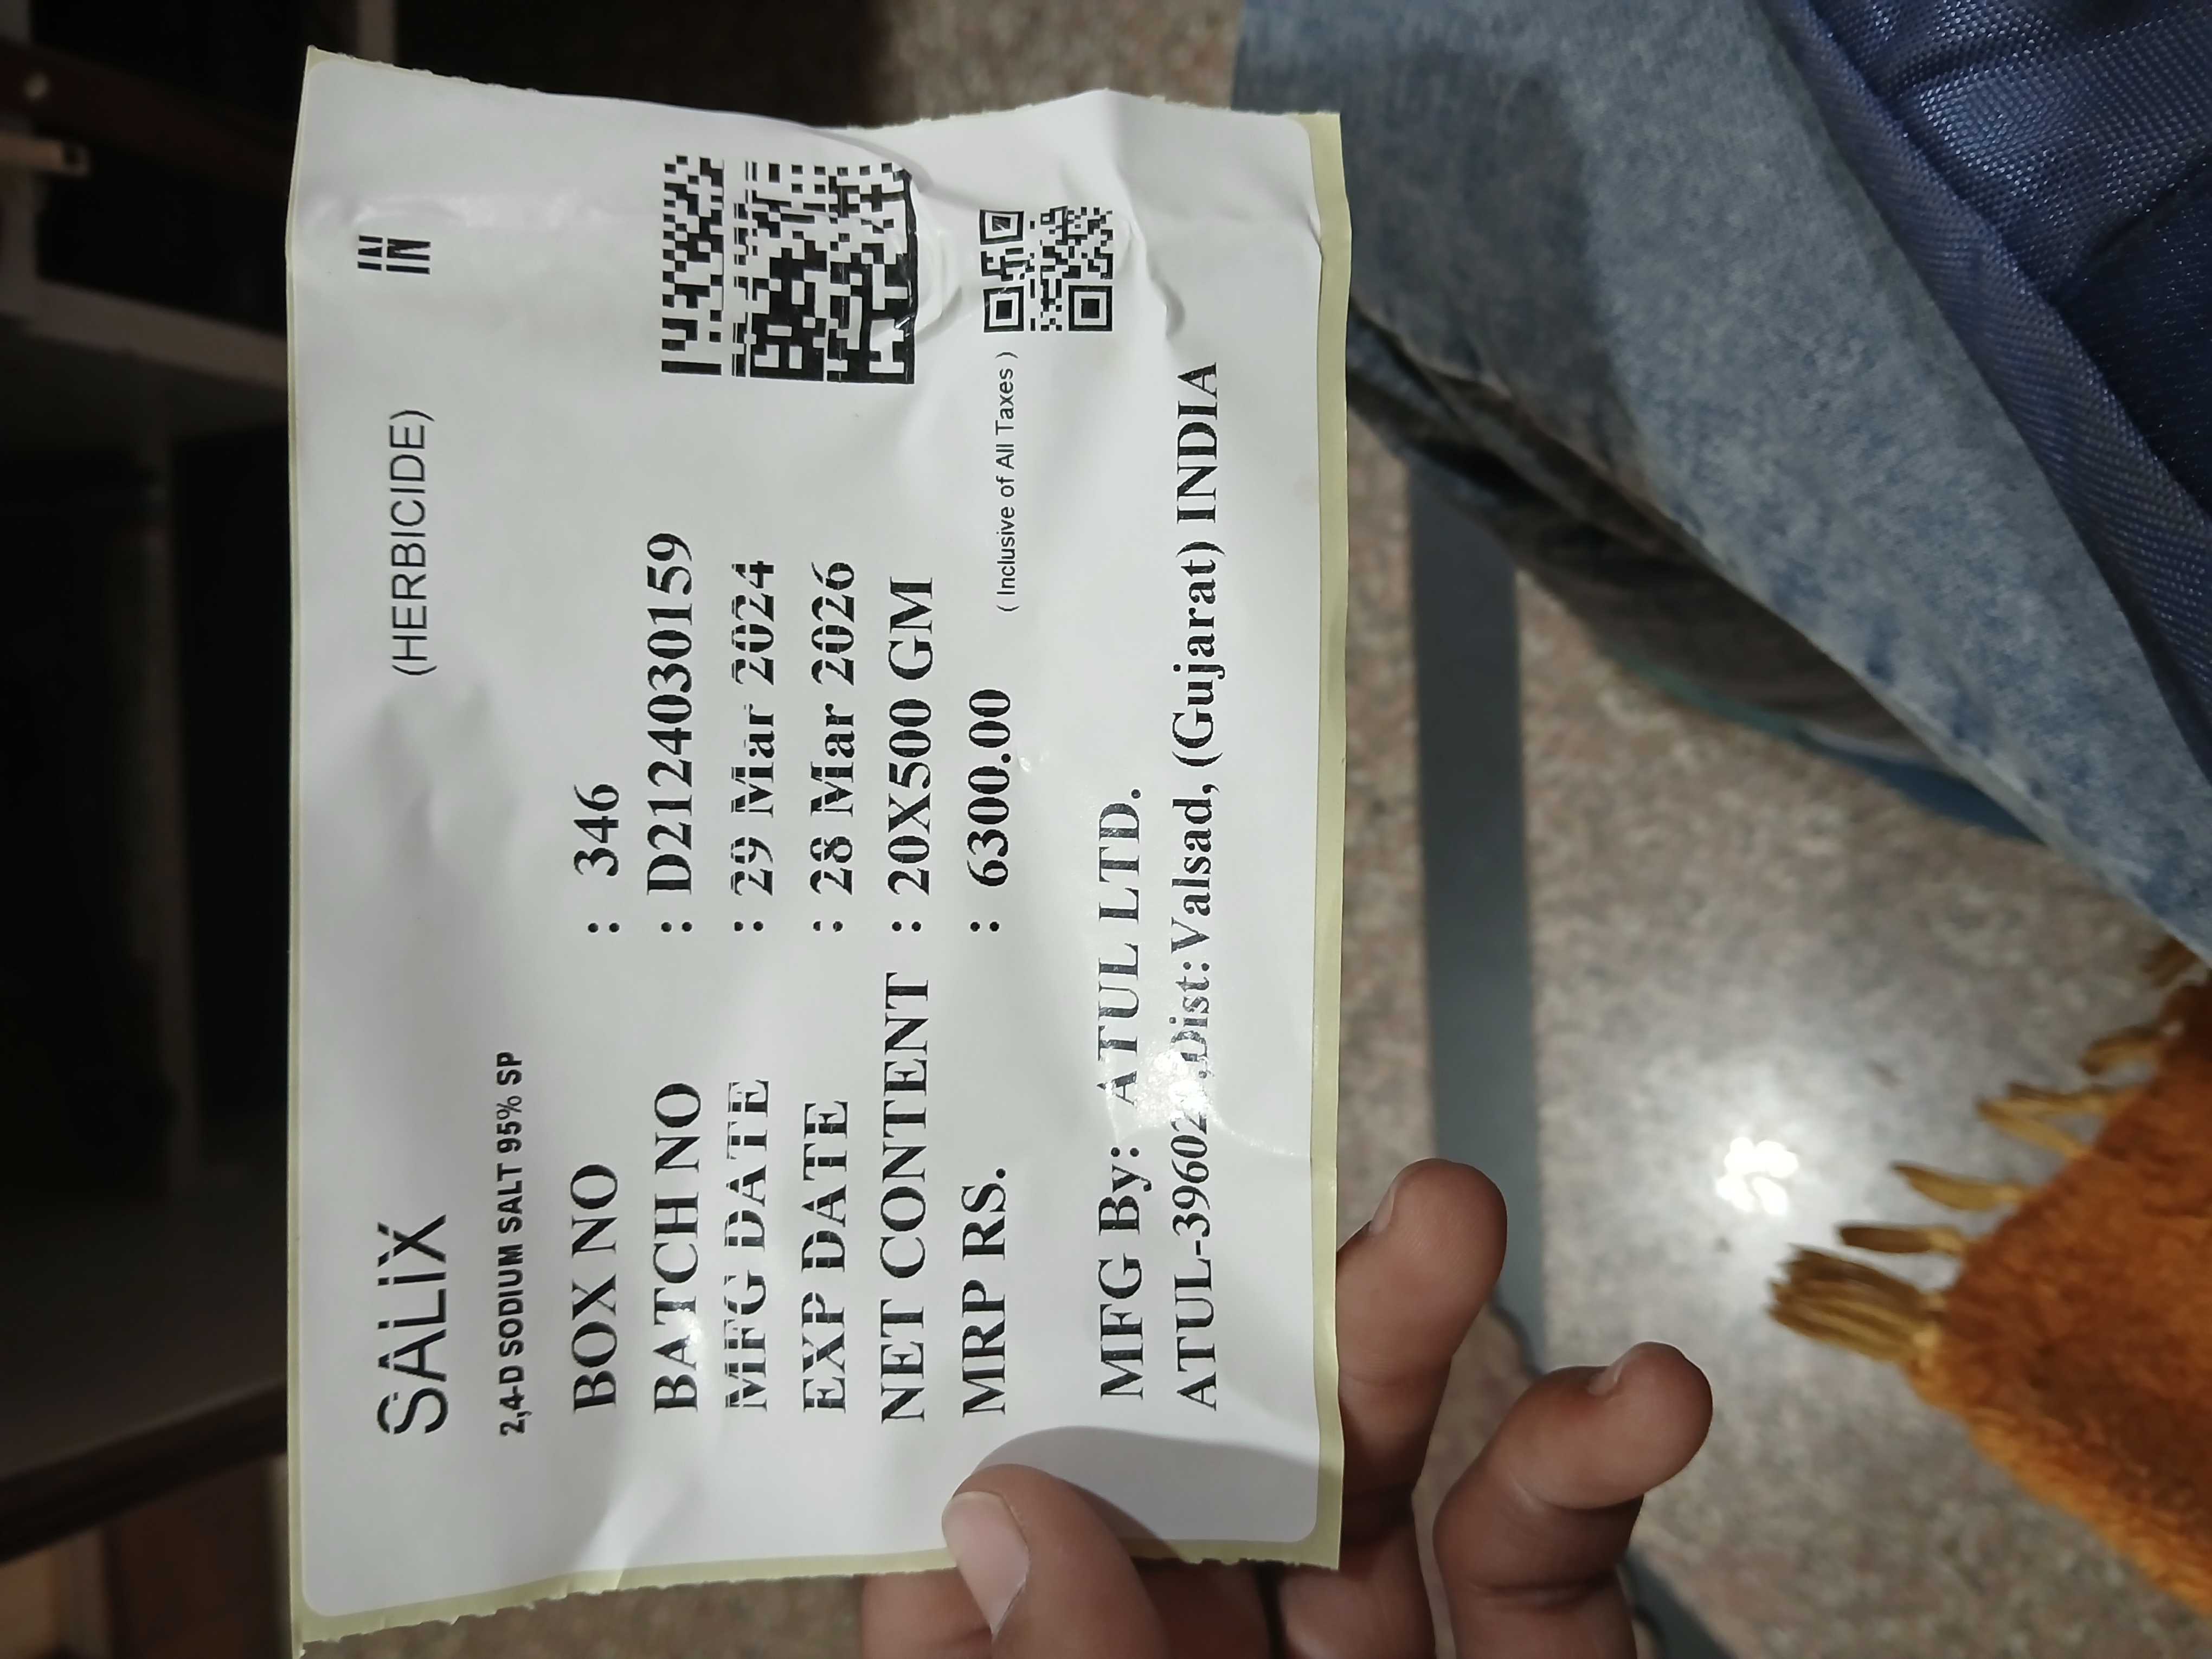 SALIX (HERBICIDE) IN
IN
2,4-D SODIUM SALT 95% SP
BOX NO : 346
BATCH NO : D2124030159
MFG DATE : 29 Mar 2024
EXP DATE : 28 Mar 2026
NET CONTENT : 20X500 GM
MRP RS. : 6300.00 ( Inclusive of All Taxes )
MFG By: ATUL LTD.
Dist:Valsad, (Gujarat) INDIA